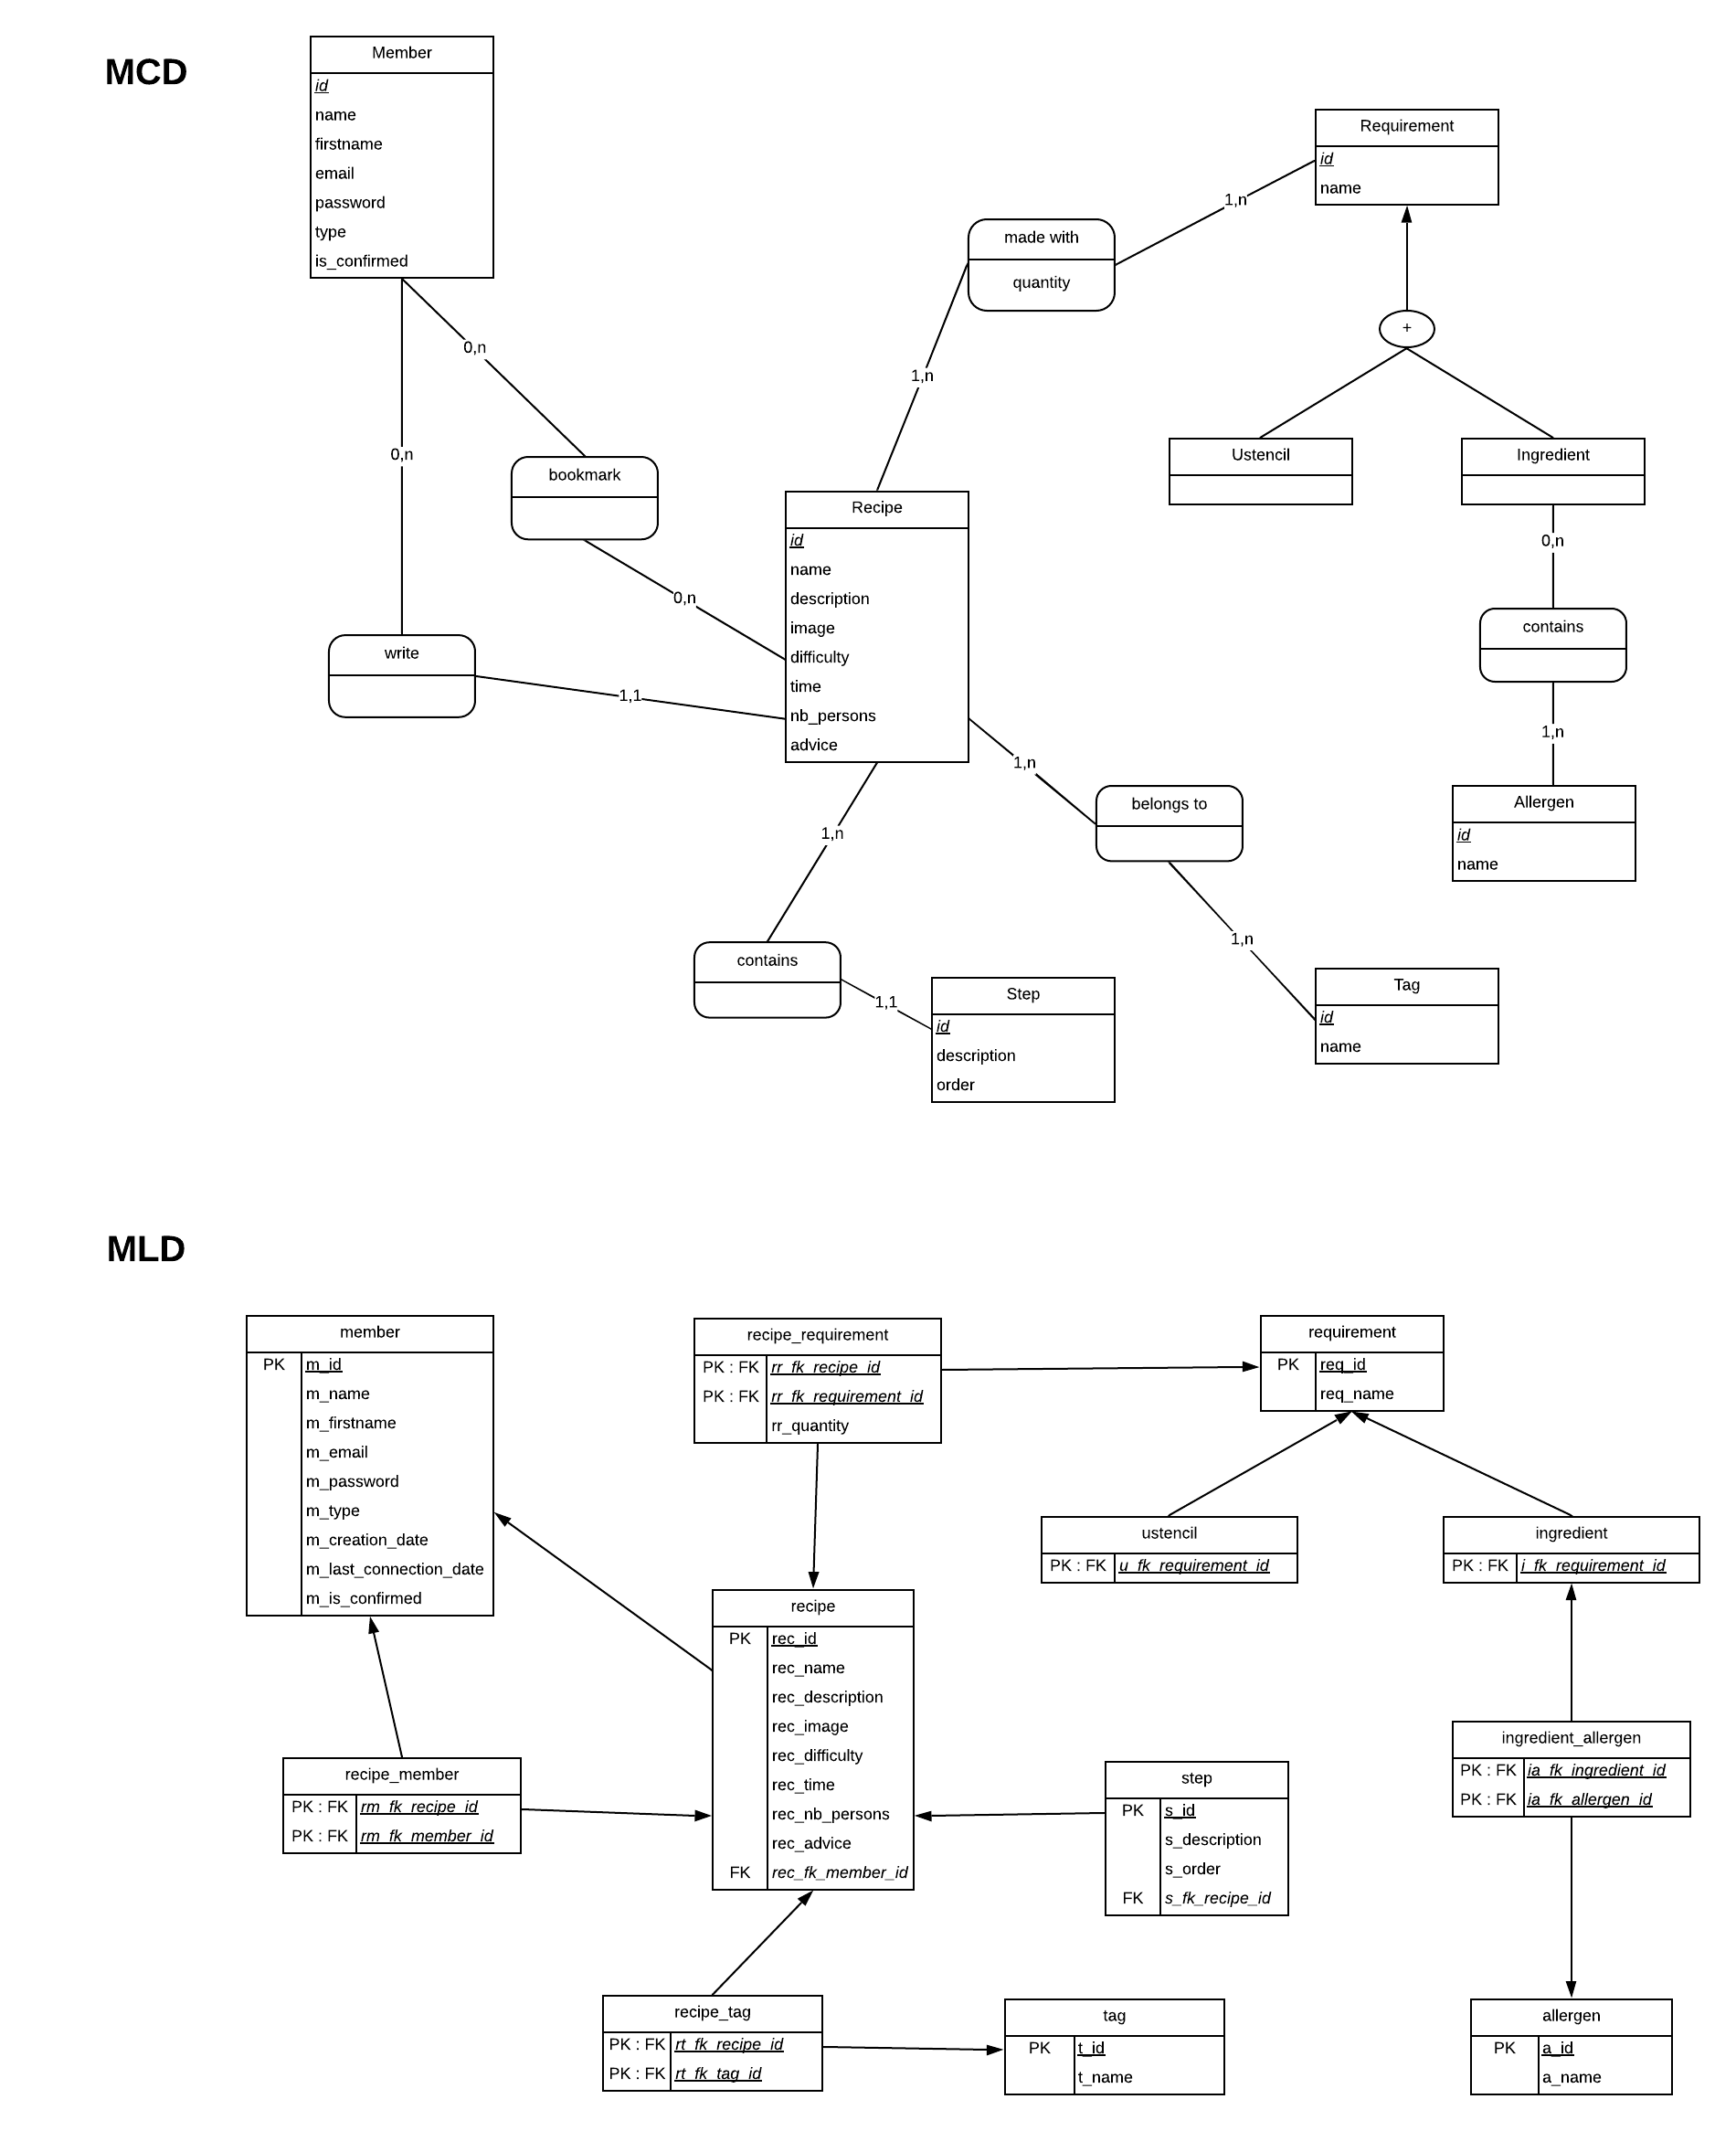 MCD
Member
id
name
firstname
email
password
type
is_confirmed
Requirement
id
name
1,n
made with
quantity
1,n
0,n
0,n
+
Ustencil
Ingredient
bookmark
0,n
0,n
contains
1,n
Allergen
id
name
Recipe
id
name
description
image
difficulty
time
nb_persons
advice
write
1,1
1,n
belongs to
1,n
Tag
id
name
1,n
contains
1,1
Step
id
description
order
MLD
member
PK m_id
m_name
m_firstname
m_email
m_password
m_type
m_creation_date
m_last_connection_date
m_is_confirmed
recipe_requirement
PK : FK rr_fk_recipe_id
PK : FK rr_fk_requirement_id
rr_quantity
requirement
PK req_id
req_name
ustencil
PK : FK u_fk_requirement_id
ingredient
PK : FK i_fk_requirement_id
recipe
PK rec_id
rec_name
rec_description
rec_image
rec_difficulty
rec_time
rec_nb_persons
rec_advice
FK rec_fk_member_id
recipe_member
PK : FK rm_fk_recipe_id
PK : FK rm_fk_member_id
step
PK s_id
s_description
s_order
FK s_fk_recipe_id
ingredient_allergen
PK : FK ia_fk_ingredient_id
PK : FK ia_fk_allergen_id
recipe_tag
PK : FK rt_fk_recipe_id
PK : FK rt_fk_tag_id
tag
PK t_id
t_name
allergen
PK a_id
a_name